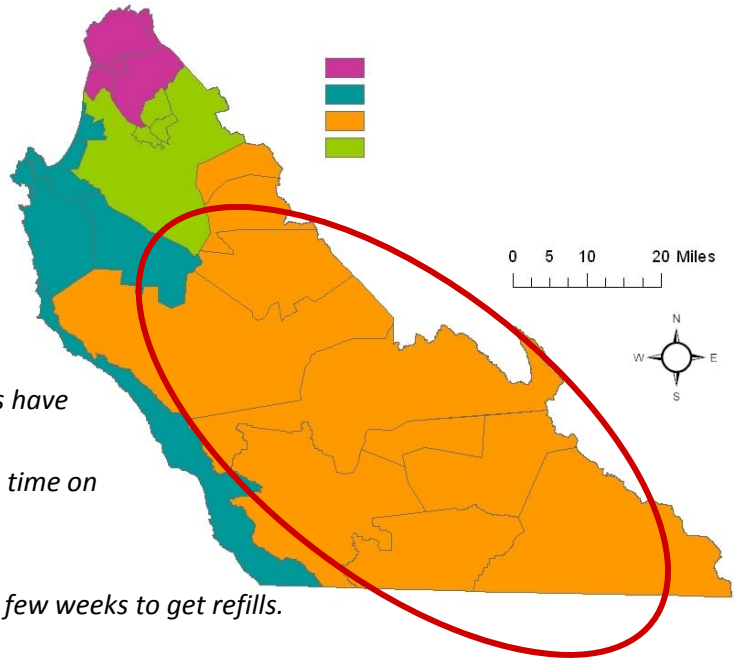 0 5 10 20 Miles
N
W E
S
s have
time on
few weeks to get refills.